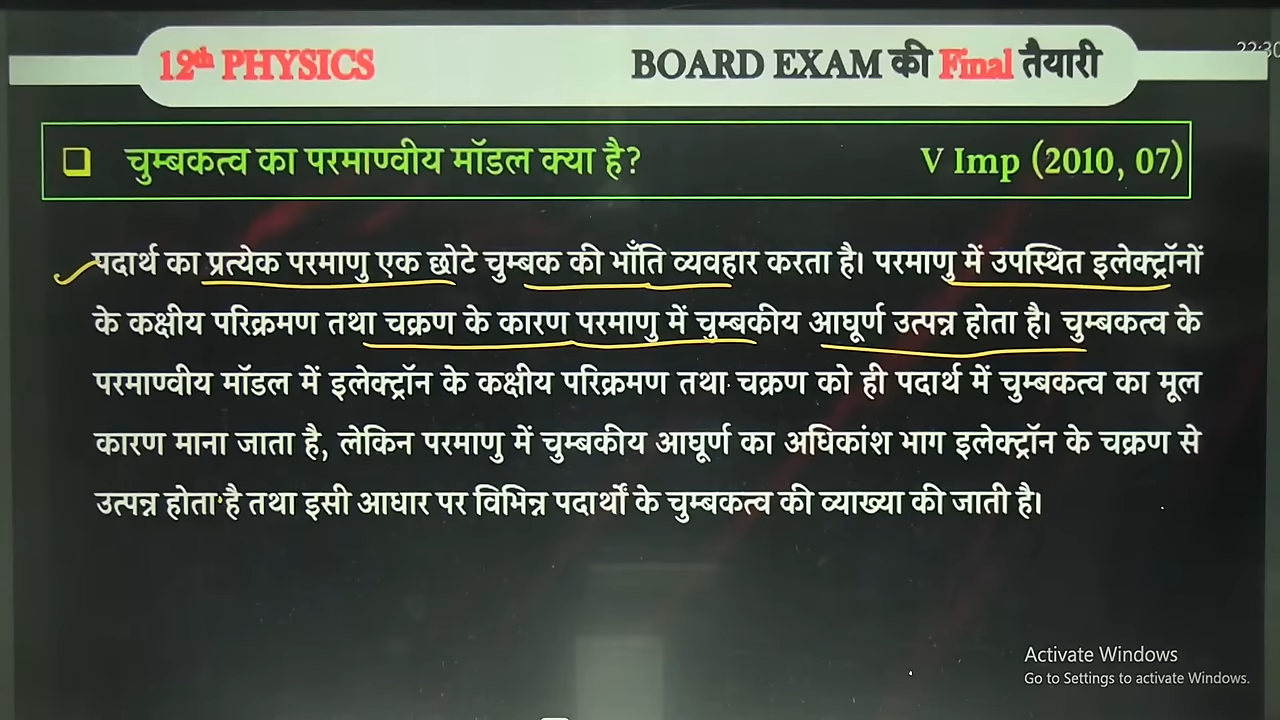 12th PHYSICS BOARD EXAM की Final तैयारी
22:30
चुम्बकत्व का परमाण्वीय मॉडल क्या है? V Imp (2010, 07)
पदार्थ का प्रत्येक परमाणु एक छोटे चुम्बक की भाँति व्यवहार करता है। परमाणु में उपस्थित इलेक्ट्रॉनों
के कक्षीय परिक्रमण तथा चक्रण के कारण परमाणु में चुम्बकीय आघूर्ण उत्पन्न होता है। चुम्बकत्व के
परमाण्वीय मॉडल में इलेक्ट्रॉन के कक्षीय परिक्रमण तथा चक्रण को ही पदार्थ में चुम्बकत्व का मूल
कारण माना जाता है, लेकिन परमाणु में चुम्बकीय आघूर्ण का अधिकांश भाग इलेक्ट्रॉन के चक्रण से
उत्पन्न होता है तथा इसी आधार पर विभिन्न पदार्थों के चुम्बकत्व की व्याख्या की जाती है।
Activate Windows
Go to Settings to activate Windows.